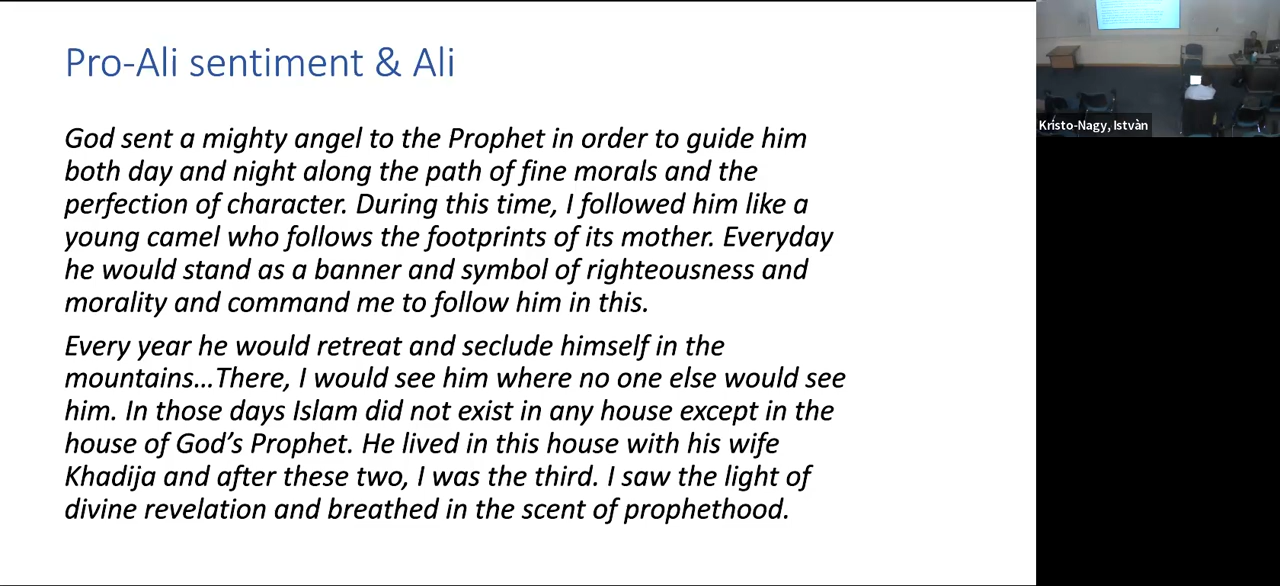 Pro-Ali sentiment & Ali
God sent a mighty angel to the Prophet in order to guide him
both day and night along the path of fine morals and the
perfection of character. During this time, I followed him like a
young camel who follows the footprints of its mother. Everyday
he would stand as a banner and symbol of righteousness and
morality and command me to follow him in this.
Every year he would retreat and seclude himself in the
mountains…There, I would see him where no one else would see
him. In those days Islam did not exist in any house except in the
house of God’s Prophet. He lived in this house with his wife
Khadija and after these two, I was the third. I saw the light of
divine revelation and breathed in the scent of prophethood.
Kristo-Nagy, Istvàn